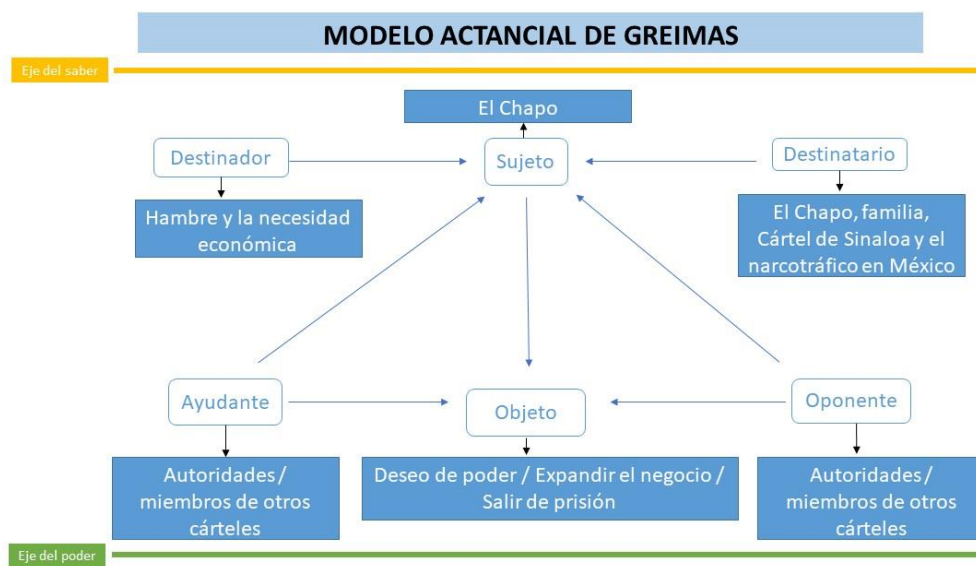 MODELO ACTANCIAL DE GREIMAS
Eje del saber
El Chapo
Destinador
Sujeto
Destinatario
Hambre y la necesidad
económica
El Chapo, familia,
Cártel de Sinaloa y el
narcotráfico en México
Ayudante
Objeto
Oponente
Autoridades /
miembros de otros
cárteles
Deseo de poder / Expandir el negocio /
Salir de prisión
Autoridades /
miembros de otros
cárteles
Eje del poder